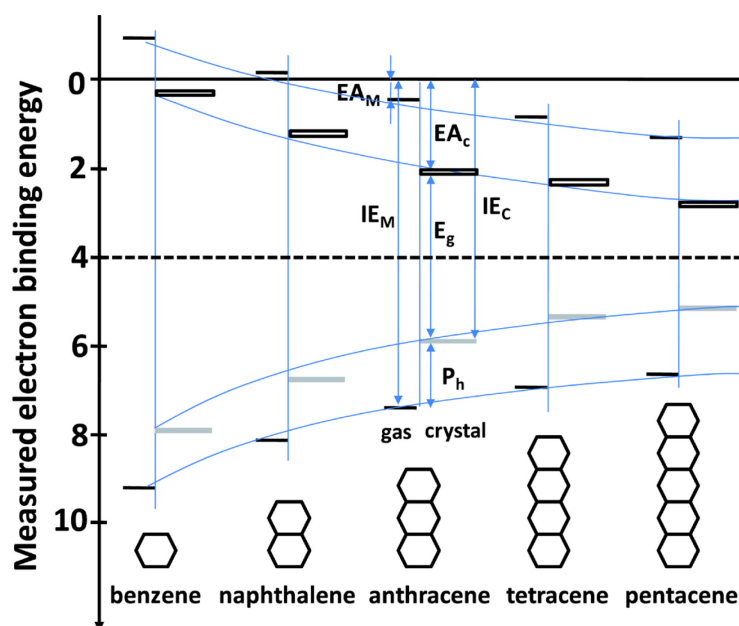 Measured electron binding energy
0
2
4
6
8
10
EA_M
EA_c
IE_M
E_g
IE_C
P_h
gas crystal
benzene naphthalene anthracene tetracene pentacene